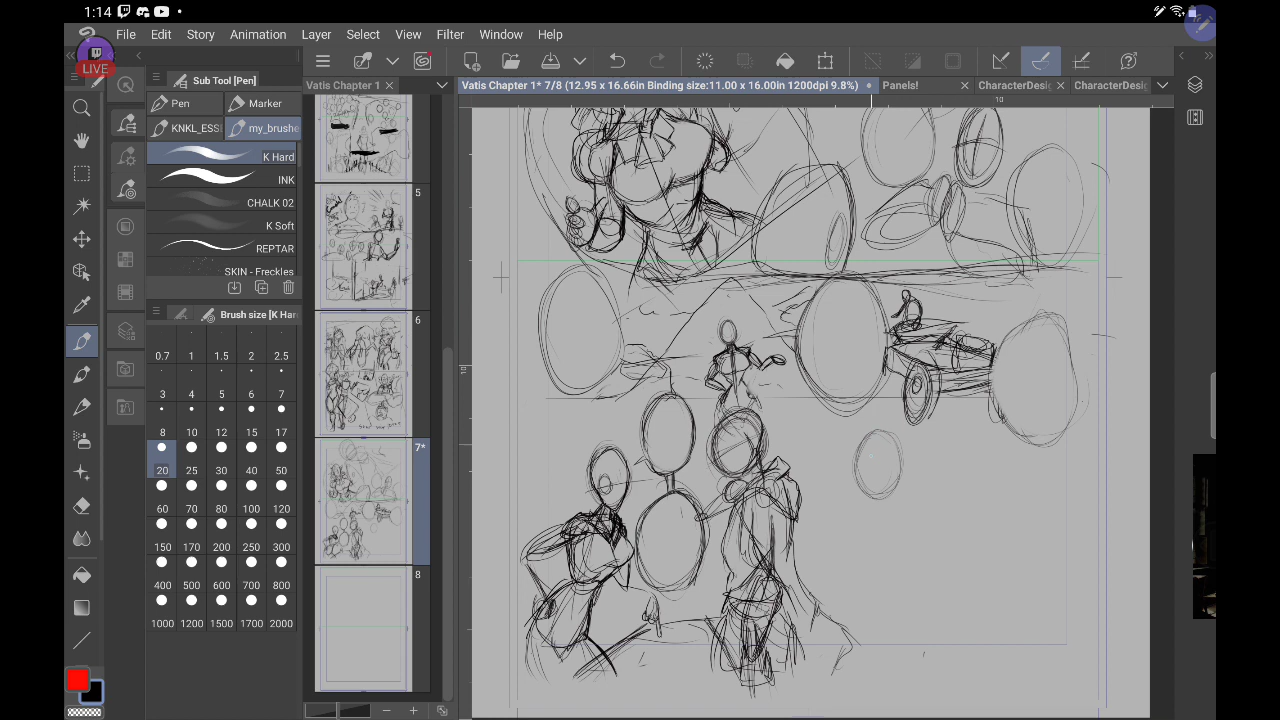 1:14
File Edit Story Animation Layer Select View Filter Window Help
LIVE
Sub Tool [Pen]
Vatis Chapter 1
Vatis Chapter 1* 7/8 (12.95 x 16.66in Binding size:11.00 x 16.00in 1200dpi 9.8%)
Panels!
CharacterDesi
CharacterDesi
Pen
Marker
KNKL_ESS
my_brushe
K Hard
INK
CHALK 02
K Soft
REPTAR
SKIN - Freckles
Brush size [K Har
0.7 1 1.5 2 2.5
3 4 5 6 7
8 10 12 15 17
20 25 30 40 50
60 70 80 100 120
150 170 200 250 300
400 500 600 700 800
1000 1200 1500 1700 2000
5
6
7*
8
10